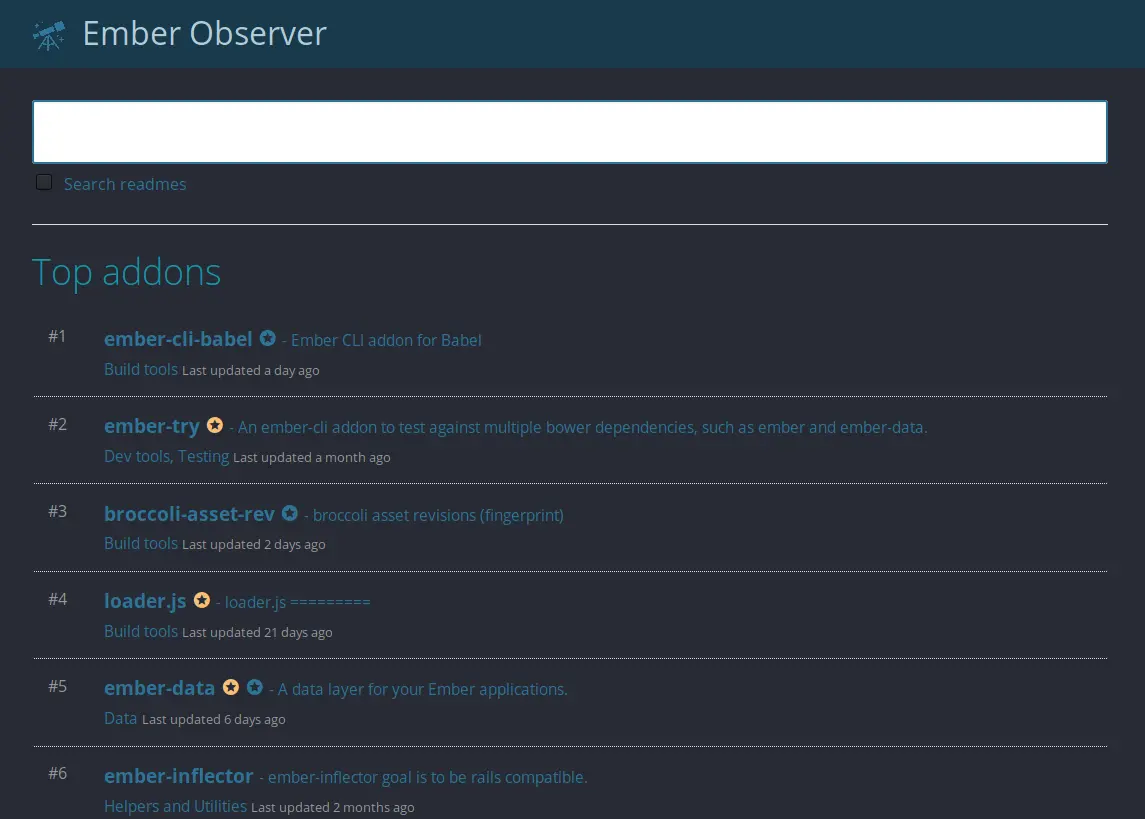 Ember Observer
Search readmes
Top addons
#1
ember-cli-babel - Ember CLI addon for Babel
Build tools Last updated a day ago
#2
ember-try - An ember-cli addon to test against multiple bower dependencies, such as ember and ember-data.
Dev tools, Testing Last updated a month ago
#3
broccoli-asset-rev - broccoli asset revisions (fingerprint)
Build tools Last updated 2 days ago
#4
loader.js - loader.js =========
Build tools Last updated 21 days ago
#5
ember-data - A data layer for your Ember applications.
Data Last updated 6 days ago
#6
ember-inflector - ember-inflector goal is to be rails compatible.
Helpers and Utilities Last updated 2 months ago